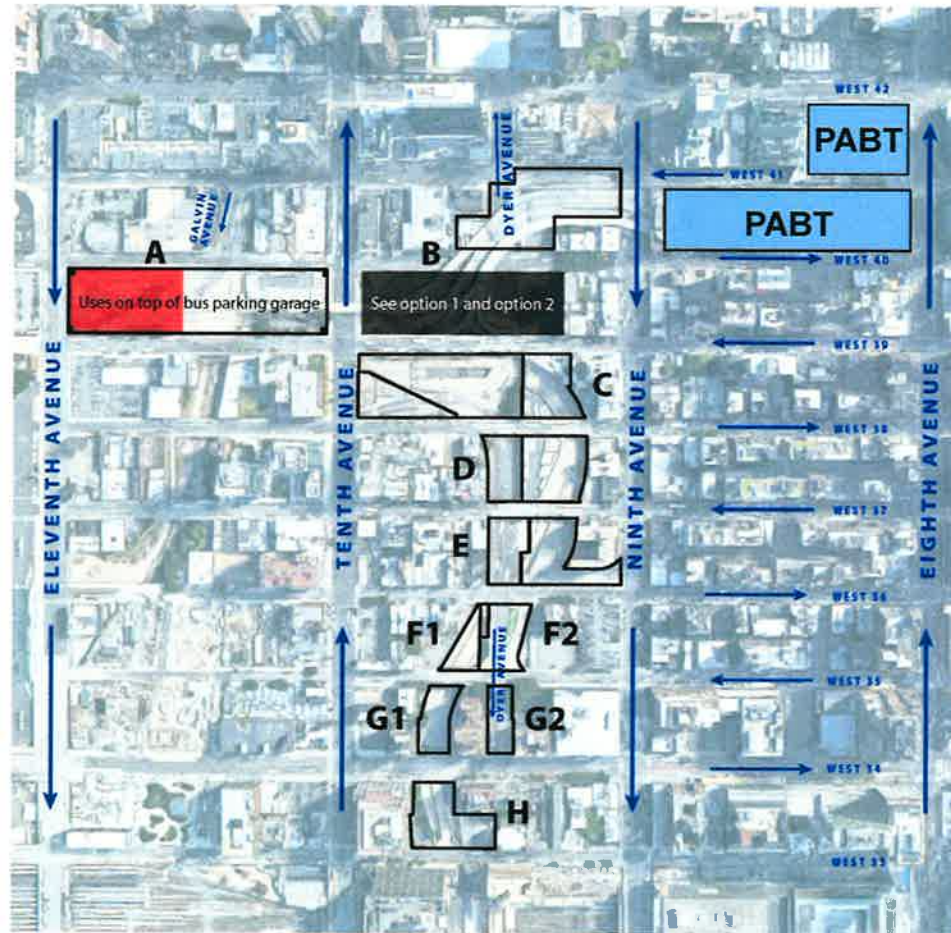 WEST 42
PABT
DYER AVENUE
WEST 41
GALVIN
AVENUE
PABT
A
B
WEST 40
Uses on top of bus parking garage
See option 1 and option 2
WEST 39
ELEVENTH AVENUE
TENTH AVENUE
NINTH AVENUE
EIGHTH AVENUE
C
WEST 38
D
WEST 37
E
WEST 36
F1
F2
DYER AVENUE
WEST 35
G1
G2
WEST 34
H
WEST 33